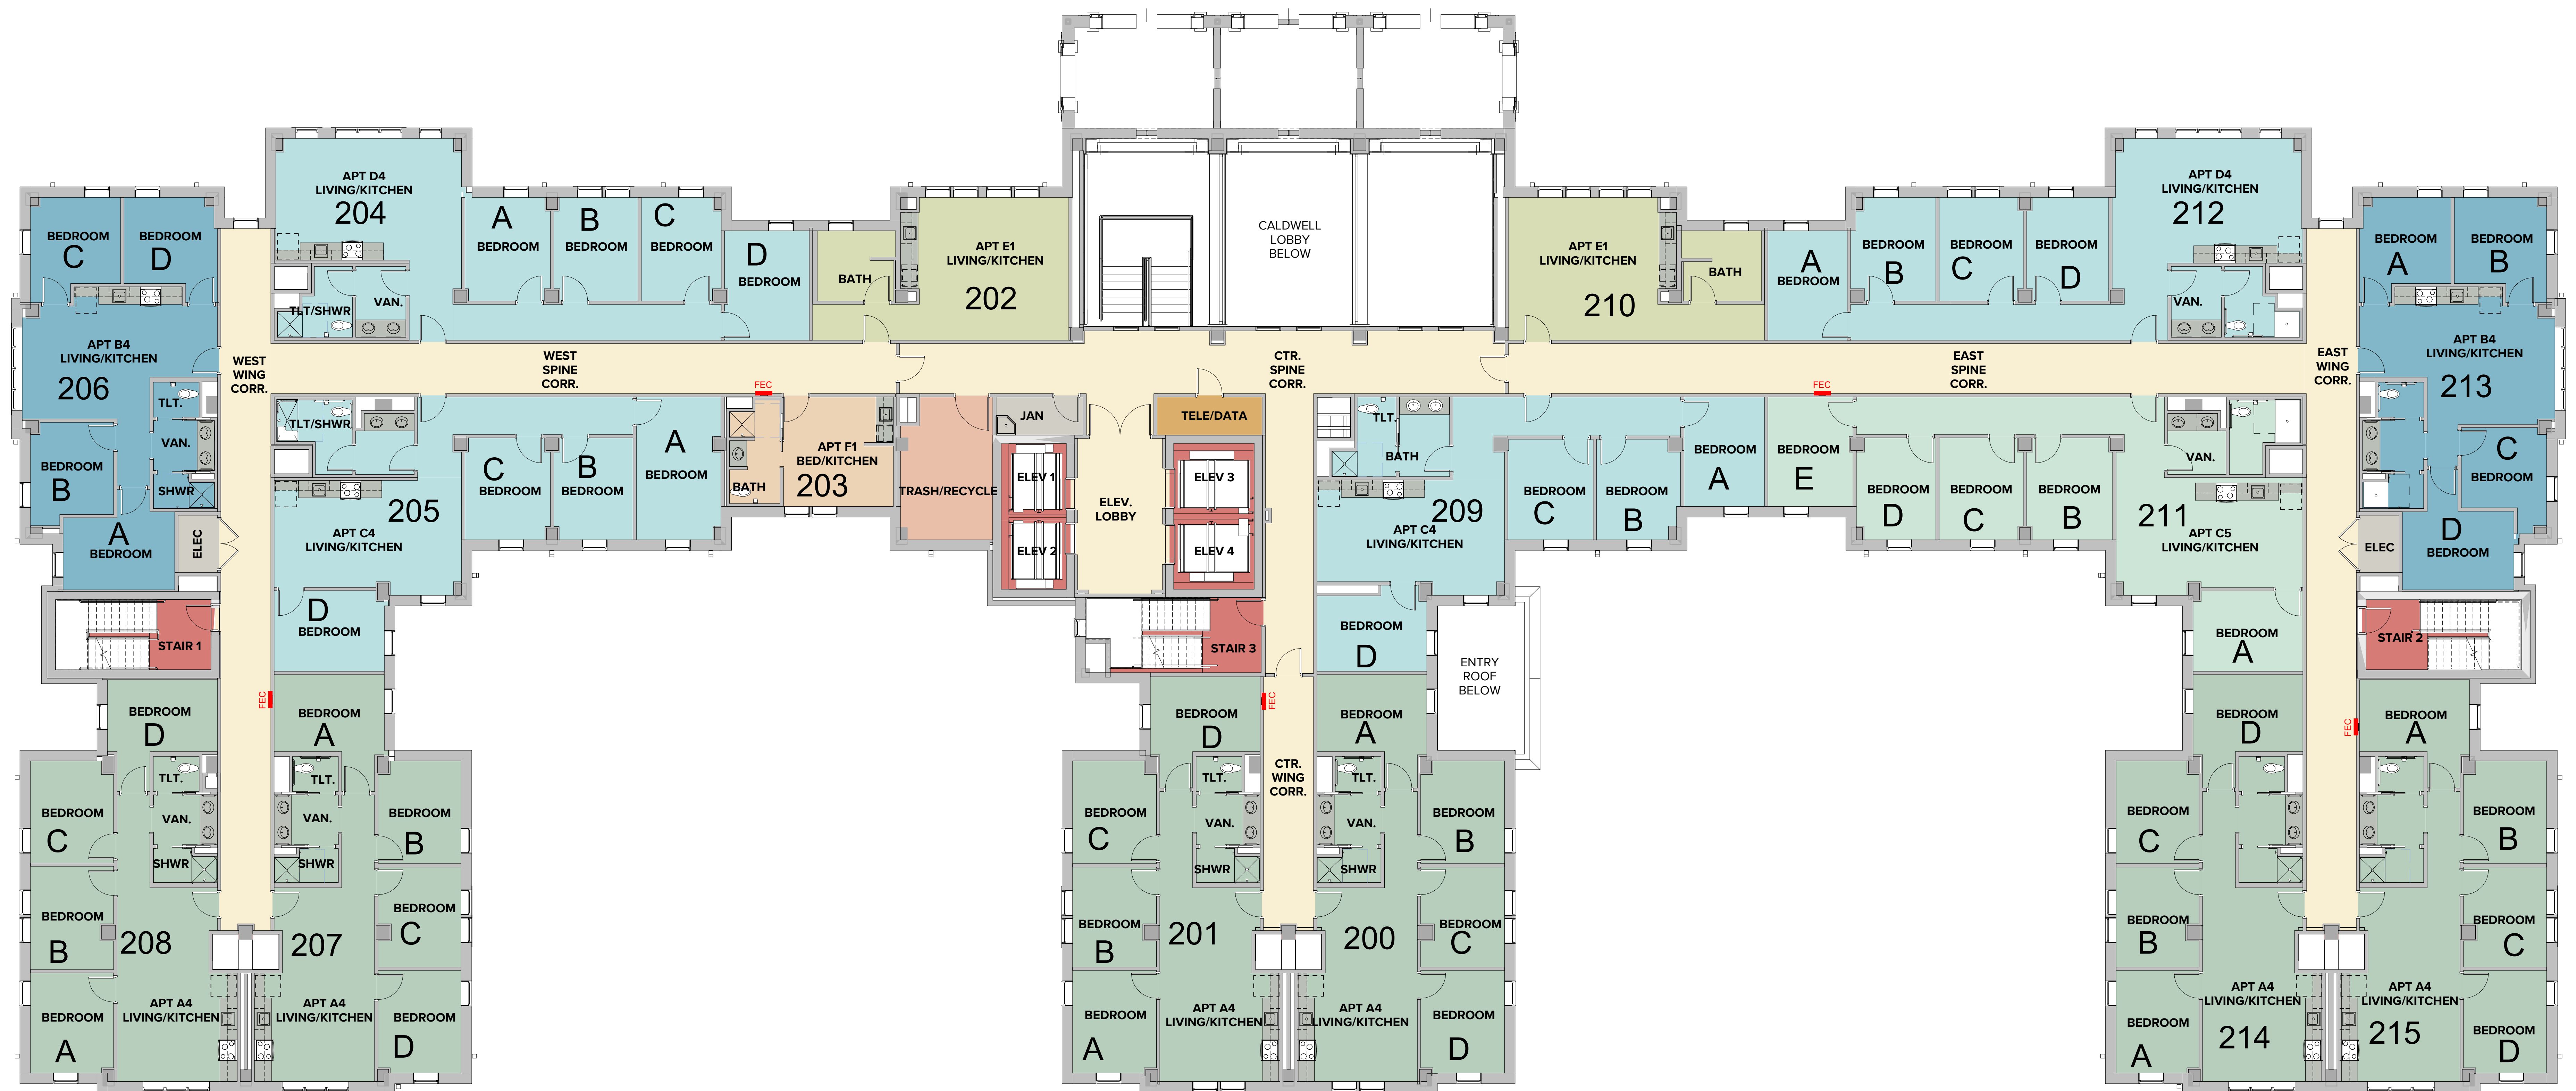 APT D4
LIVING/KITCHEN
204
A
BEDROOM
B
BEDROOM
C
BEDROOM
D
BEDROOM
TLT/SHWR
VAN.
BATH
APT E1
LIVING/KITCHEN
202
CALDWELL
LOBBY
BELOW
APT E1
LIVING/KITCHEN
210
BATH
A
BEDROOM
BEDROOM
B
BEDROOM
C
BEDROOM
D
APT D4
LIVING/KITCHEN
212
VAN.
BEDROOM
C
BEDROOM
D
APT B4
LIVING/KITCHEN
206
TLT.
VAN.
SHWR
BEDROOM
B
A
BEDROOM
ELEC
STAIR 1
WEST
WING
CORR.
WEST
SPINE
CORR.
FEC
CTR.
SPINE
CORR.
EAST
SPINE
CORR.
FEC
EAST
WING
CORR.
BEDROOM
A
BEDROOM
B
APT B4
LIVING/KITCHEN
213
C
BEDROOM
D
BEDROOM
ELEC
STAIR 2
TLT/SHWR
205
APT C4
LIVING/KITCHEN
C
BEDROOM
B
BEDROOM
A
BEDROOM
D
BEDROOM
BATH
APT F1
BED/KITCHEN
203
TRASH/RECYCLE
JAN
ELEV 1
ELEV 2
ELEV.
LOBBY
TELE/DATA
ELEV 3
ELEV 4
STAIR 3
TLT.
BATH
209
APT C4
LIVING/KITCHEN
BEDROOM
C
BEDROOM
B
BEDROOM
A
BEDROOM
D
ENTRY
ROOF
BELOW
BEDROOM
E
BEDROOM
D
BEDROOM
C
BEDROOM
B
VAN.
211
APT C5
LIVING/KITCHEN
BEDROOM
A
BEDROOM
D
TLT.
VAN.
SHWR
BEDROOM
C
BEDROOM
B
BEDROOM
A
208
APT A4
LIVING/KITCHEN
FEC
BEDROOM
A
TLT.
VAN.
SHWR
BEDROOM
B
BEDROOM
C
BEDROOM
D
207
APT A4
LIVING/KITCHEN
BEDROOM
D
TLT.
VAN.
SHWR
BEDROOM
C
BEDROOM
B
BEDROOM
A
201
APT A4
LIVING/KITCHEN
FEC
CTR.
WING
CORR.
BEDROOM
A
TLT.
VAN.
SHWR
BEDROOM
B
BEDROOM
C
BEDROOM
D
200
APT A4
LIVING/KITCHEN
BEDROOM
D
BEDROOM
C
BEDROOM
B
BEDROOM
A
APT A4
LIVING/KITCHEN
214
FEC
BEDROOM
A
BEDROOM
B
BEDROOM
C
BEDROOM
D
APT A4
LIVING/KITCHEN
215